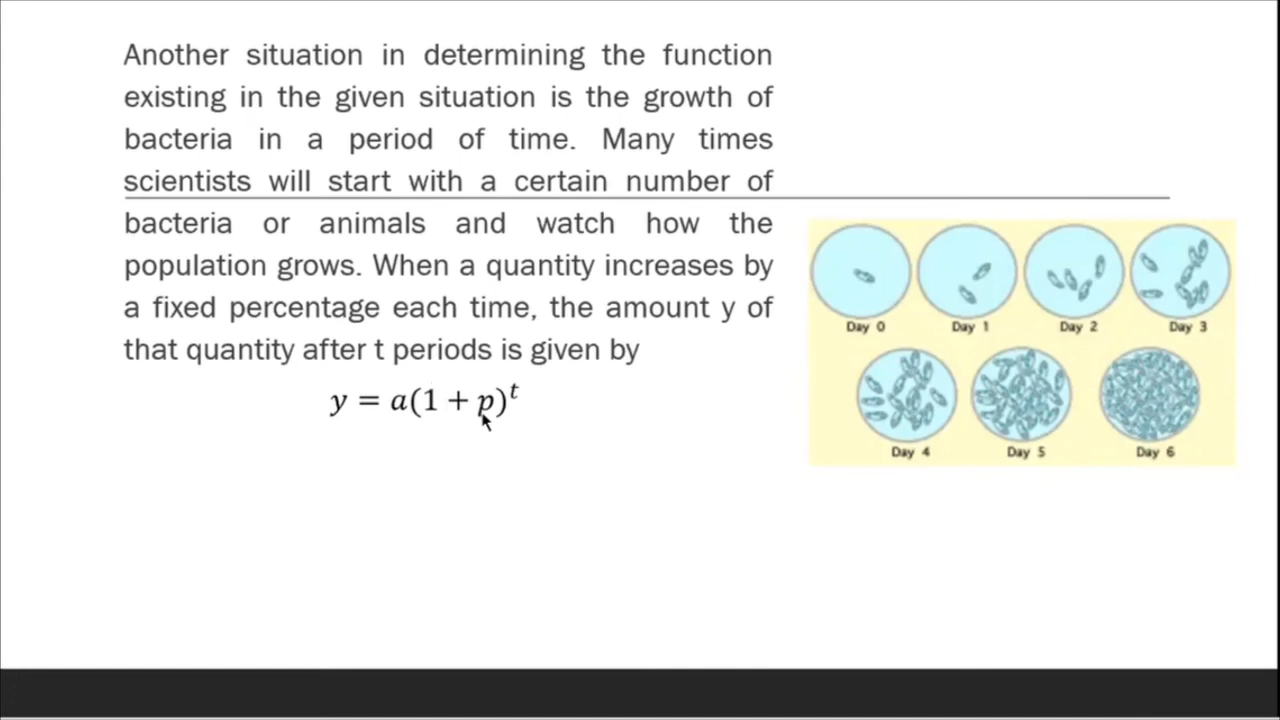 Another situation in determining the function
existing in the given situation is the growth of
bacteria in a period of time. Many times
scientists will start with a certain number of
bacteria or animals and watch how the
population grows. When a quantity increases by
a fixed percentage each time, the amount y of
that quantity after t periods is given by
y = a(1 + p)^t
Day 0 Day 1 Day 2 Day 3
Day 4 Day 5 Day 6